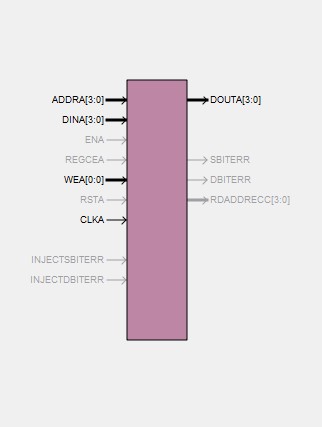 ADDRA[3:0]
DOUTA[3:0]
DINA[3:0]
ENA
REGCEA
SBITERR
WEA[0:0]
DBITERR
RSTA
RDADDRECC[3:0]
CLKA
INJECTSBITERR
INJECTDBITERR